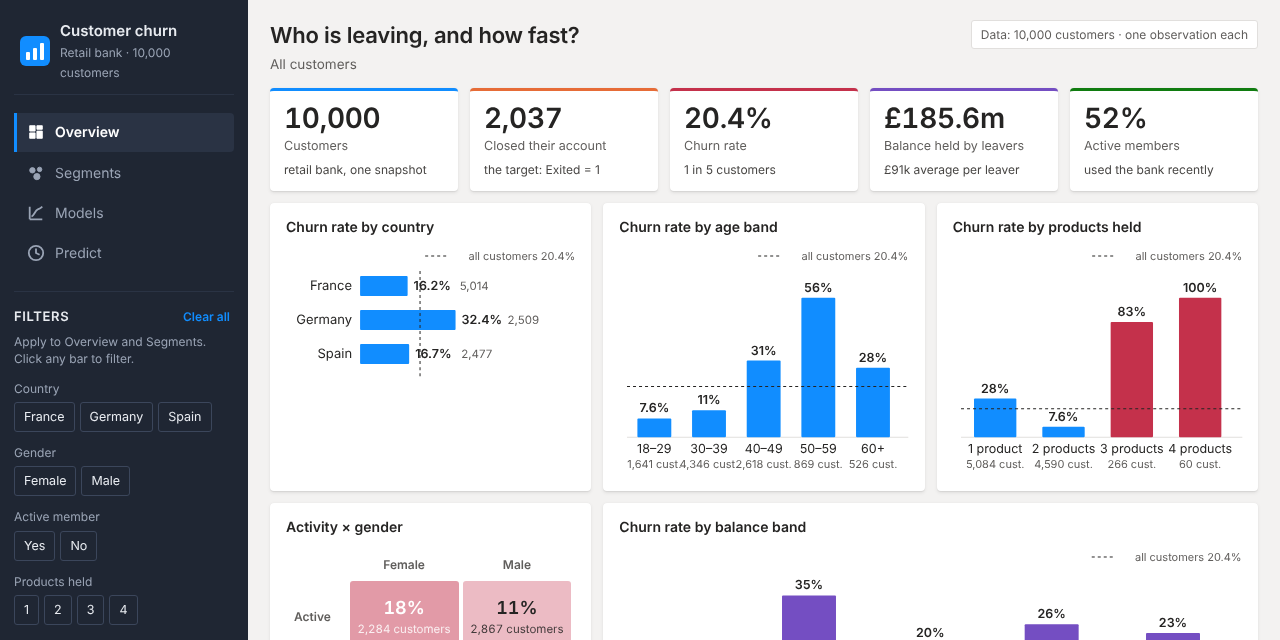 Customer churn
Retail bank · 10,000
customers
Overview
Segments
Models
Predict
FILTERS
Clear all
Apply to Overview and Segments.
Click any bar to filter.
Country
France Germany Spain
Gender
Female Male
Active member
Yes No
Products held
1 2 3 4
Who is leaving, and how fast?
All customers
Data: 10,000 customers · one observation each
10,000
Customers
retail bank, one snapshot
2,037
Closed their account
the target: Exited = 1
20.4%
Churn rate
1 in 5 customers
£185.6m
Balance held by leavers
£91k average per leaver
52%
Active members
used the bank recently
Churn rate by country
all customers 20.4%
France 16.2% 5,014
Germany 32.4% 2,509
Spain 16.7% 2,477
Churn rate by age band
all customers 20.4%
7.6% 11% 31% 56% 28%
18–29 30–39 40–49 50–59 60+
1,641 cust. 4,346 cust. 2,618 cust. 869 cust. 526 cust.
Churn rate by products held
all customers 20.4%
28% 7.6% 83% 100%
1 product 2 products 3 products 4 products
5,084 cust. 4,590 cust. 266 cust. 60 cust.
Activity × gender
Female Male
Active
18% 11%
2,284 customers 2,867 customers
Churn rate by balance band
all customers 20.4%
35% 20% 26% 23%